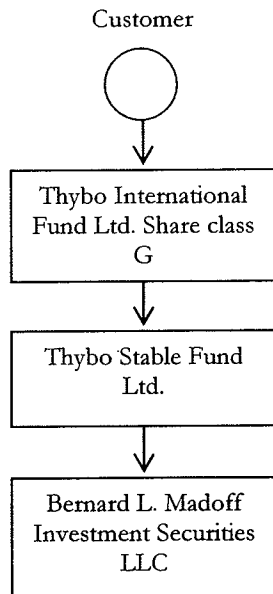 Customer
Thybo International
Fund Ltd. Share class
G
Thybo Stable Fund
Ltd.
Bernard L. Madoff
Investment Securities
LLC